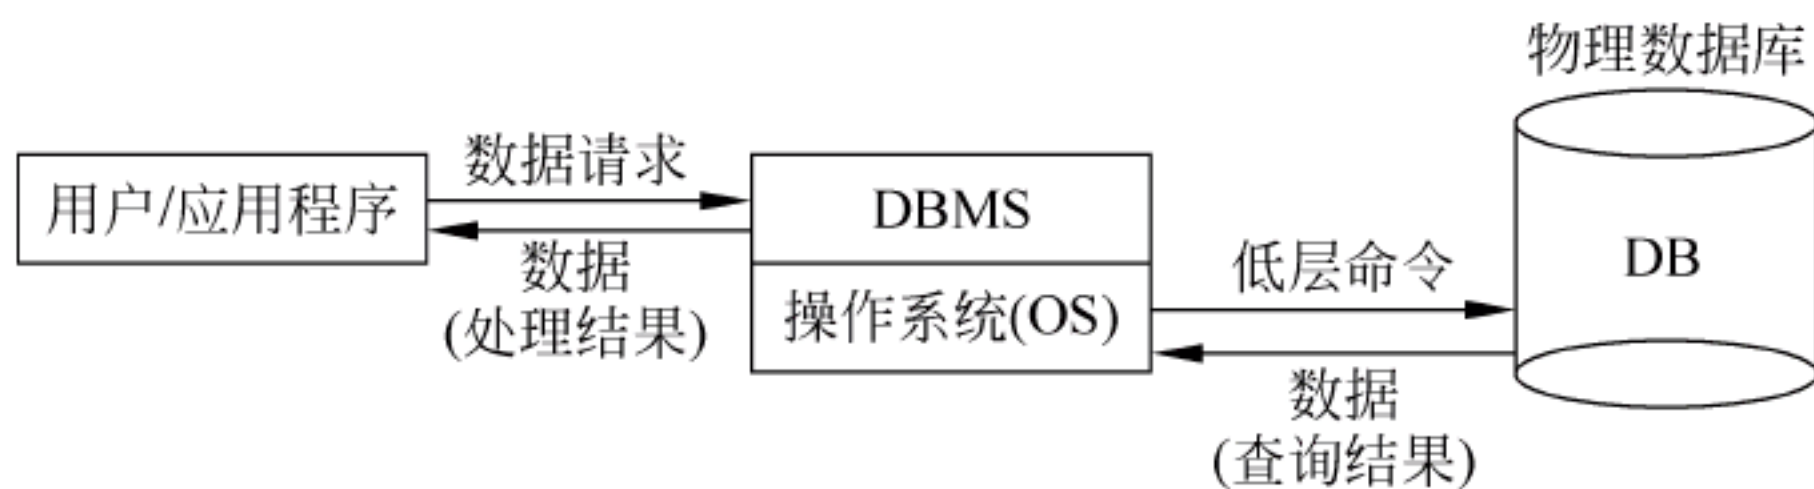 物理数据库
用户/应用程序
数据请求
数据
(处理结果)
DBMS
操作系统(OS)
低层命令
数据
(查询结果)
DB